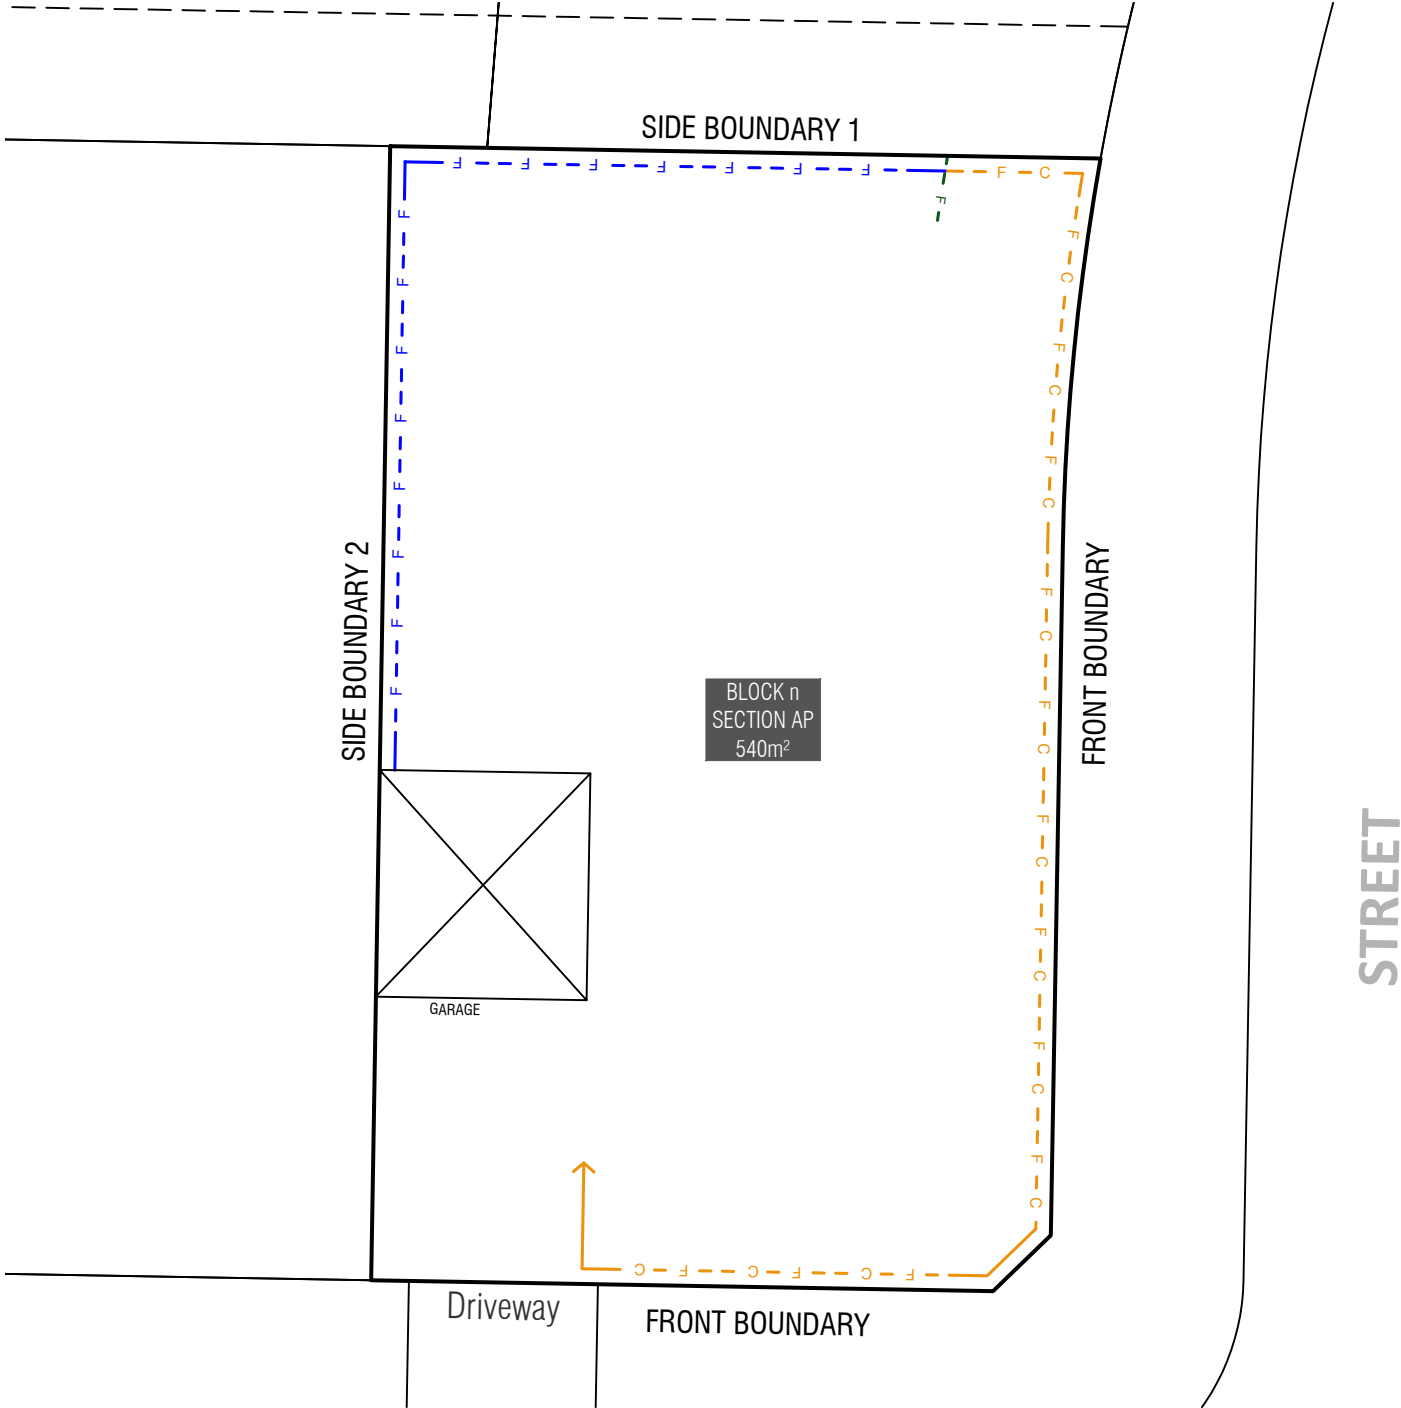 SIDE BOUNDARY 1
F F F F F F F F C
F
F F F F F F F F
F C F C F C F C F C F C F C F C F C
SIDE BOUNDARY 2
FRONT BOUNDARY
BLOCK n
SECTION AP
540m²
STREET
GARAGE
C F C F C F
Driveway
FRONT BOUNDARY